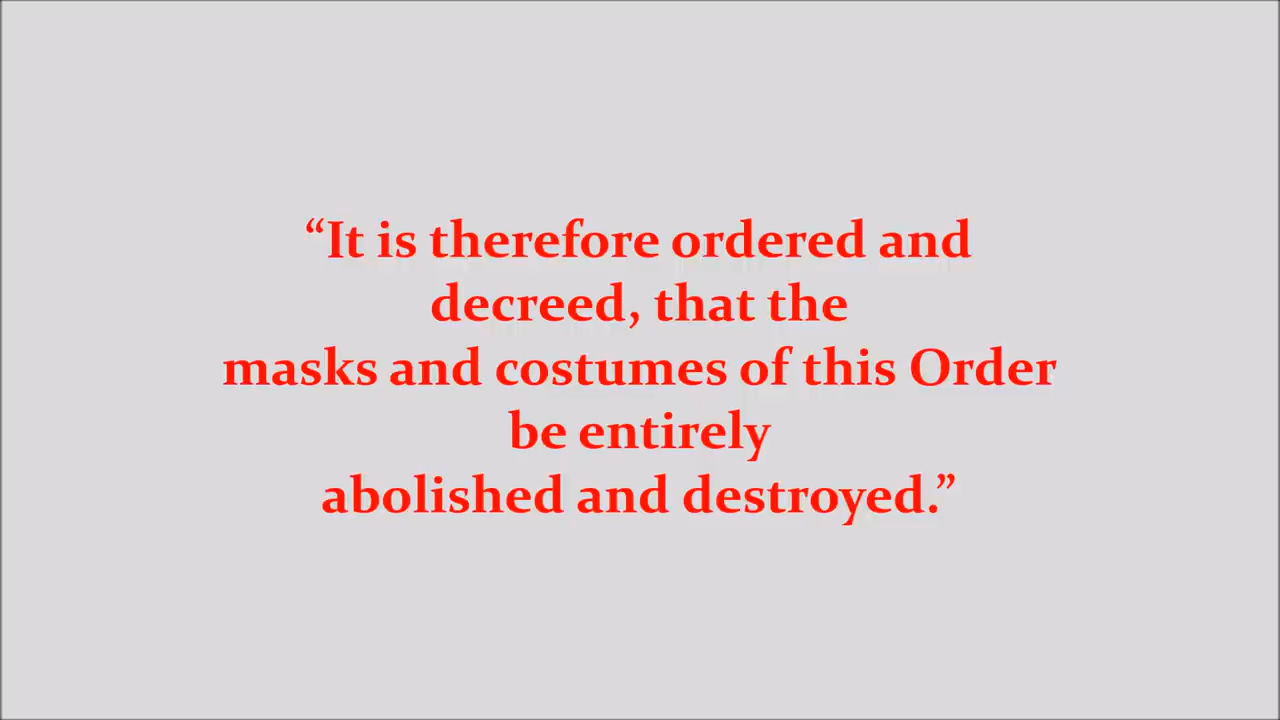 “It is therefore ordered and
decreed, that the
masks and costumes of this Order
be entirely
abolished and destroyed.”